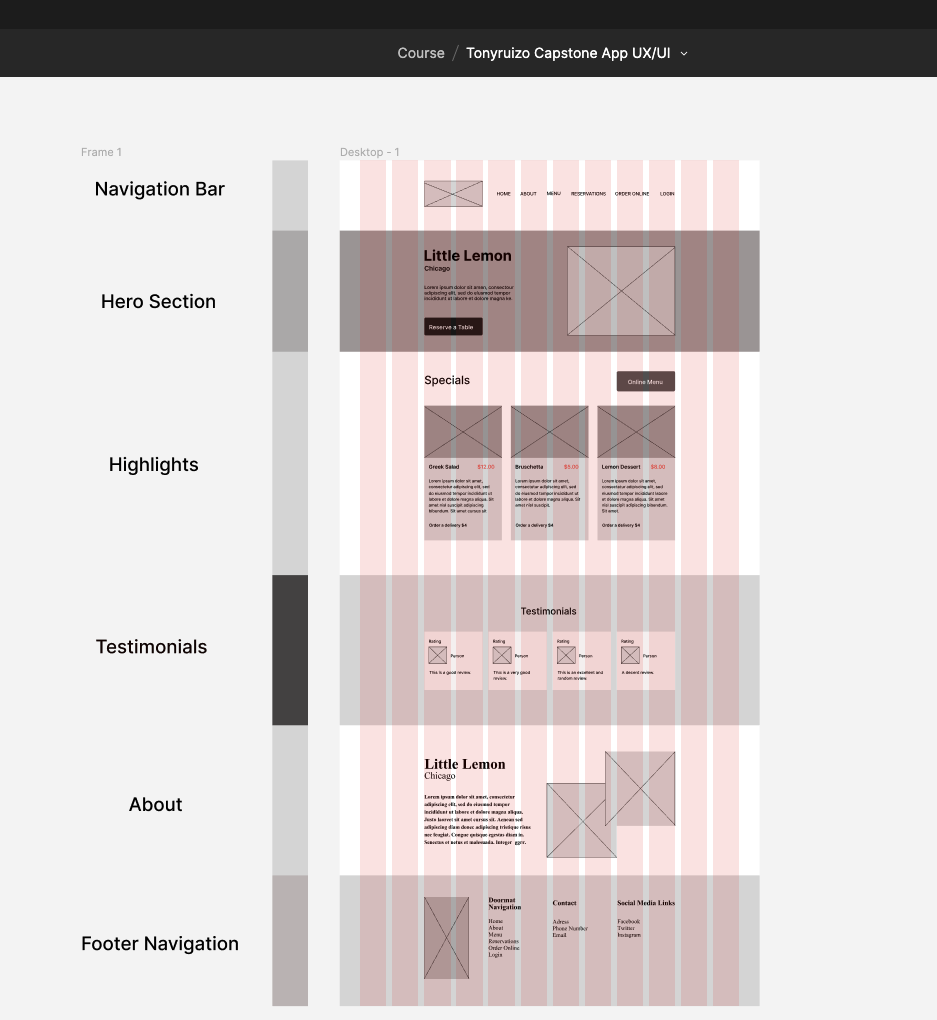 Course / Tonyruizo Capstone App UX/UI
Frame 1
Desktop - 1
Navigation Bar
HOME ABOUT MENU RESERVATIONS ORDER ONLINE LOGIN
Hero Section
Little Lemon
Chicago
Lorem ipsum dolor sit amen, consectetur
adipiscing elit, sed do eiusmod tempor
incididunt ut labore et dolore magna ke.
Reserve a Table
Highlights
Specials
Online Menu
Greek Salad $12.00
Lorem ipsum dolor sit amet,
consectetur adipiscing elit, sed
do eiusmod tempor incididunt ut
labore et dolore magna aliqua. Sit
amet nisl suscipit adipiscing
bibendum. Sit amet cursus sit
Order a delivery $4
Bruschetta $5.00
Lorem ipsum dolor sit amet,
consectetur adipiscing elit, sed do
eiusmod tempor incididunt ut
labore et dolore magna aliqua. Sit
amet nisl suscipit.
Order a delivery $4
Lemon Dessert $8.00
Lorem ipsum dolor sit amet,
consectetur adipiscing elit, sed do
eiusmod tempor incididunt labore
et dolore magna aliqua. Sit amet
nisl suscipit adipiscing bibendum.
Sit amet.
Order a delivery $4
Testimonials
Testimonials
Rating
Person
This is a good review.
Rating
Person
This is a very good
review.
Rating
Person
This is an excellent and
random review.
Rating
Person
A decent review.
About
Little Lemon
Chicago
Lorem ipsum dolor sit amet, consectetur
adipiscing elit, sed do eiusmod tempor
incididunt ut labore et dolore magna aliqua.
Justo laoreet sit amet cursus sit. Aenean sed
adipiscing diam donec adipiscing tristique risus
nec feugiat. Congue quisque egestas diam in.
Senectus et netus et malesuada. Integer eget.
Footer Navigation
Doormat
Navigation
Home
About
Menu
Reservations
Order Online
Login
Contact
Adress
Phone Number
Email
Social Media Links
Facebook
Twitter
Instagram